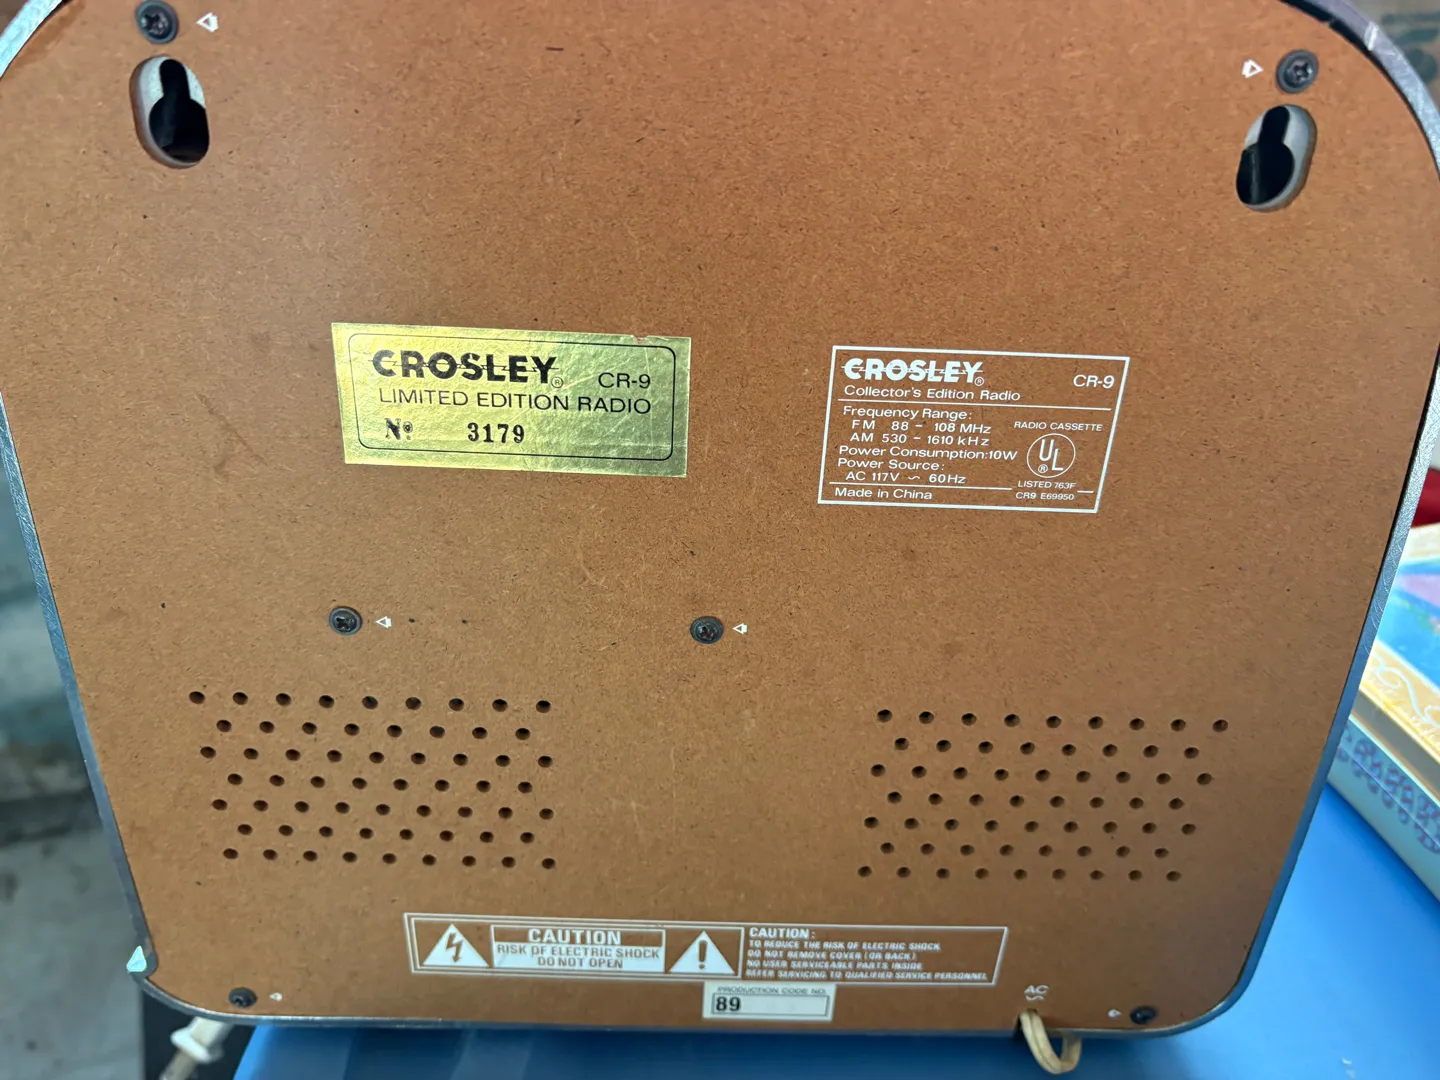 CROSLEY® CR-9
LIMITED EDITION RADIO
Nº 3179
CROSLEY® CR-9
Collector's Edition Radio
Frequency Range:
FM 88 - 108 MHz
AM 530 - 1610 kHz
Power Consumption:10W
Power Source:
AC 117V ~ 60Hz
Made in China
RADIO CASSETTE
UL®
LISTED 763F
CR9 E69950
CAUTION
RISK OF ELECTRIC SHOCK
DO NOT OPEN
CAUTION:
TO REDUCE THE RISK OF ELECTRIC SHOCK
DO NOT REMOVE COVER (OR BACK)
NO USER SERVICEABLE PARTS INSIDE
REFER SERVICING TO QUALIFIED SERVICE PERSONNEL
PRODUCTION CODE NO.
89
AC
~